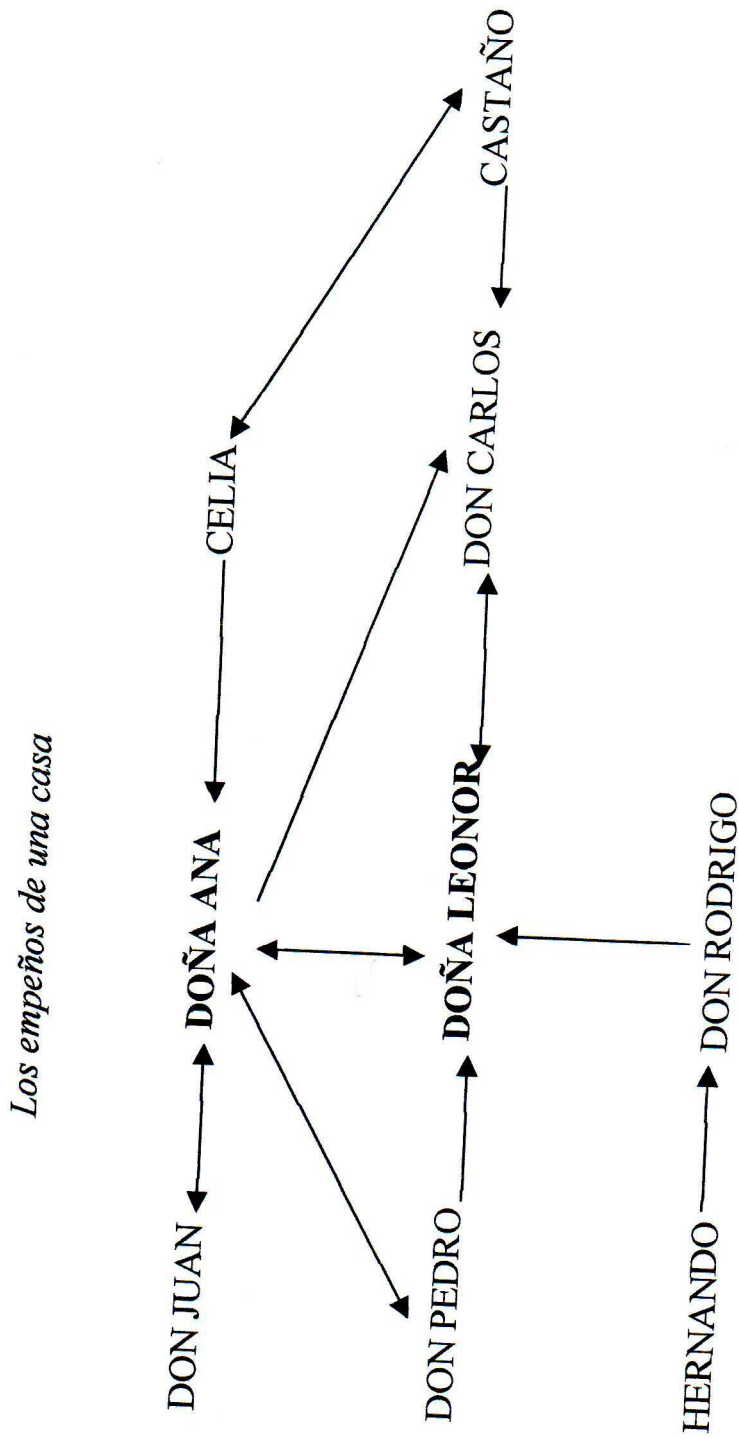 Los empeños de una casa
DON JUAN DOÑA ANA CELIA
DON PEDRO DOÑA LEONOR DON CARLOS CASTAÑO
HERNANDO DON RODRIGO